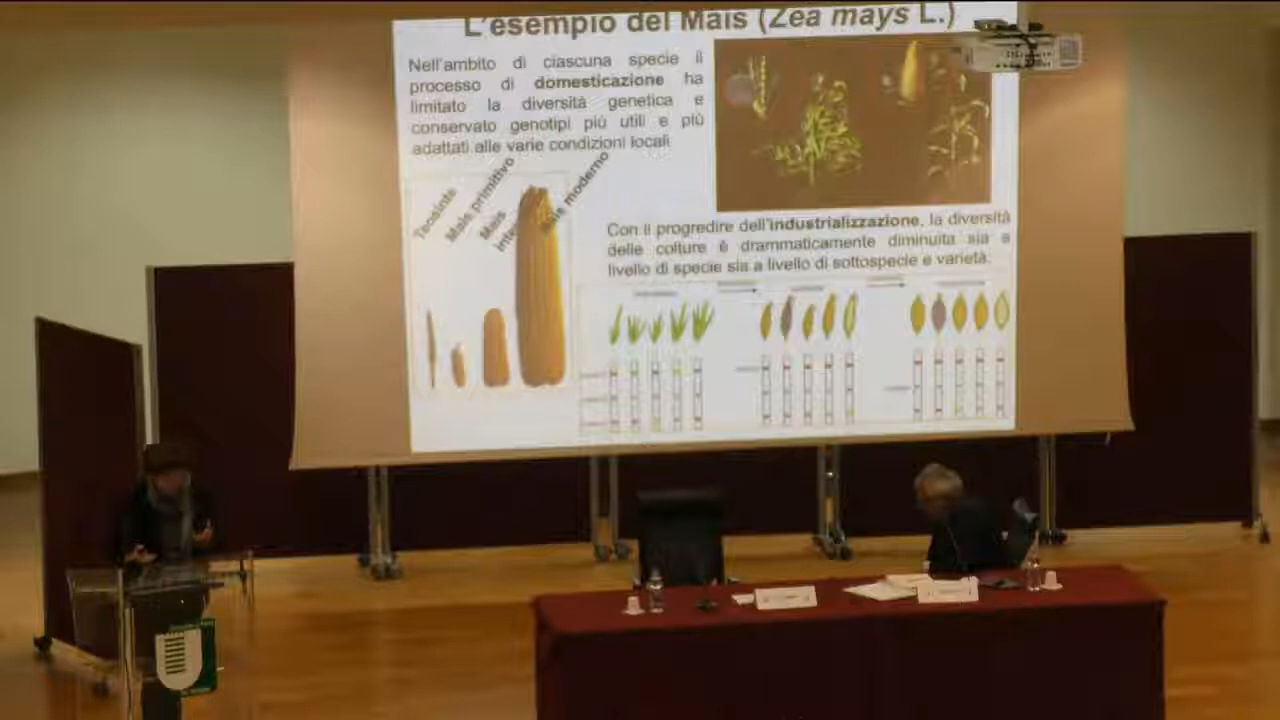 L'esempio del Mais (Zea mays L.)
Nell'ambito di ciascuna specie il
processo di domesticazione ha
limitato la diversità genetica e
conservato genotipi più utili e più
adattati alle varie condizioni locali
Teosinte
Mais primitivo
Mais
moderno
Con il progredire dell'industrializzazione, la diversità
delle colture è drammaticamente diminuita sia a
livello di specie sia a livello di sottospecie e varietà.